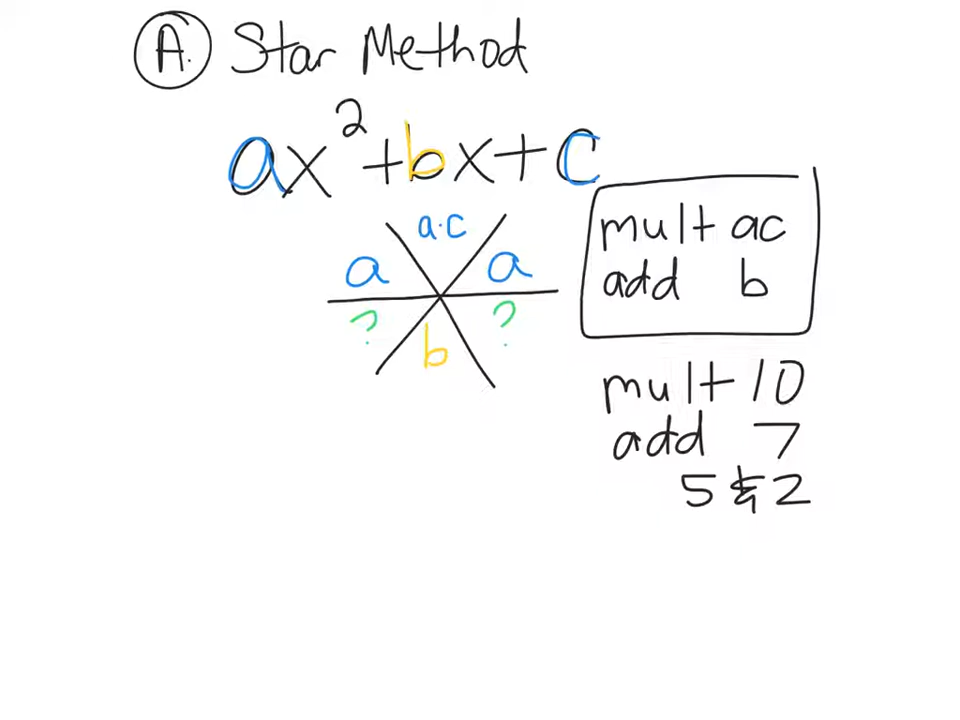 A. Star Method
ax²+bx+c
a·c
a a
? ?
b
mult ac
add b
mult 10
add 7
5 & 2